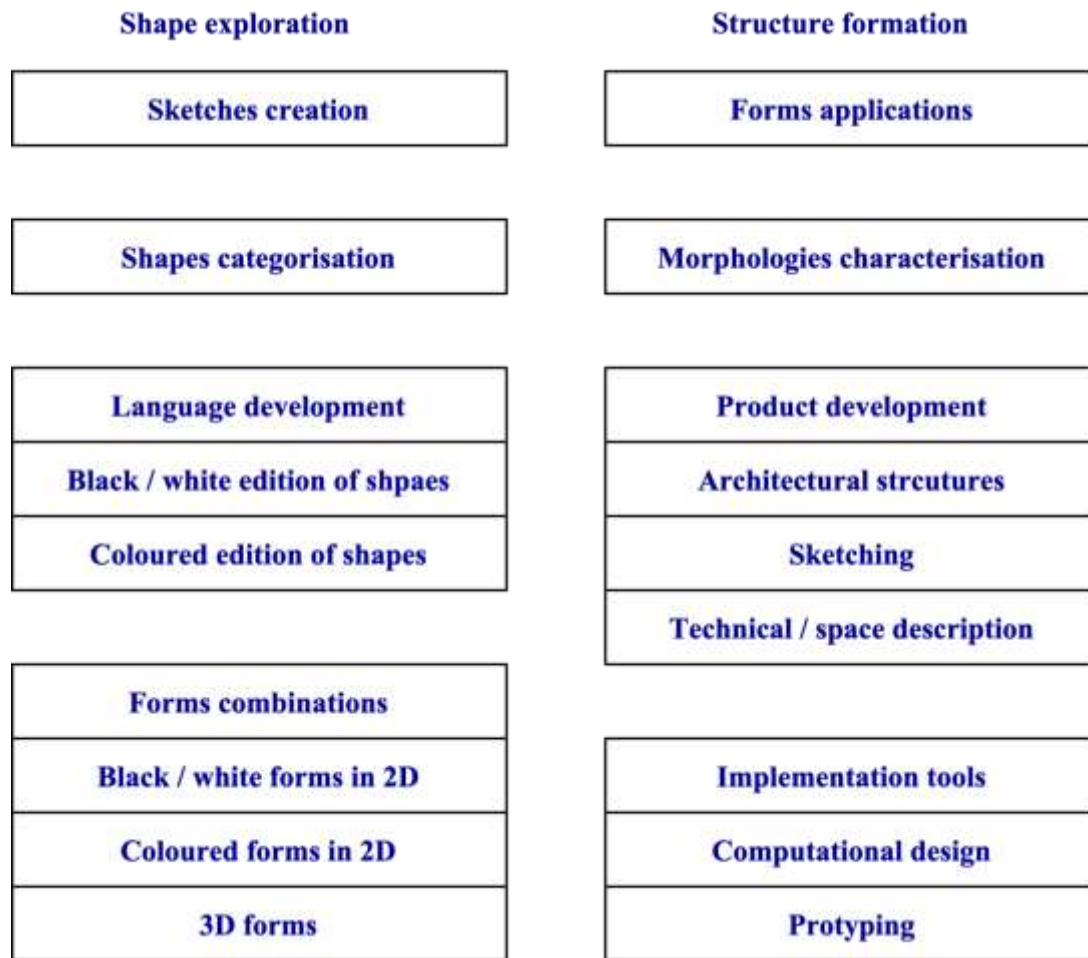 Shape exploration
Sketches creation
Shapes categorisation
Language development
Black / white edition of shpaes
Coloured edition of shapes
Forms combinations
Black / white forms in 2D
Coloured forms in 2D
3D forms
Structure formation
Forms applications
Morphologies characterisation
Product development
Architectural strcutures
Sketching
Technical / space description
Implementation tools
Computational design
Protyping